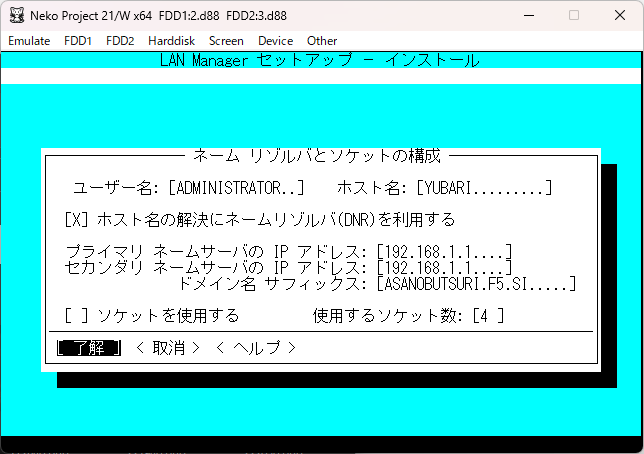 Neko Project 21/W x64 FDD1:2.d88 FDD2:3.d88
Emulate FDD1 FDD2 Harddisk Screen Device Other
LAN Manager セットアップ － インストール
ネーム リゾルバとソケットの構成
ユーザー名: [ADMINISTRATOR..] ホスト名: [YUBARI.........]
[X] ホスト名の解決にネームリゾルバ(DNR)を利用する
プライマリ ネームサーバの IP アドレス: [192.168.1.1....]
セカンダリ ネームサーバの IP アドレス: [192.168.1.1....]
ドメイン名 サフィックス: [ASANOBUTSURI.F5.SI.....]
[ ] ソケットを使用する 使用するソケット数: [4 ]
[ 了解 ] < 取消 > < ヘルプ >